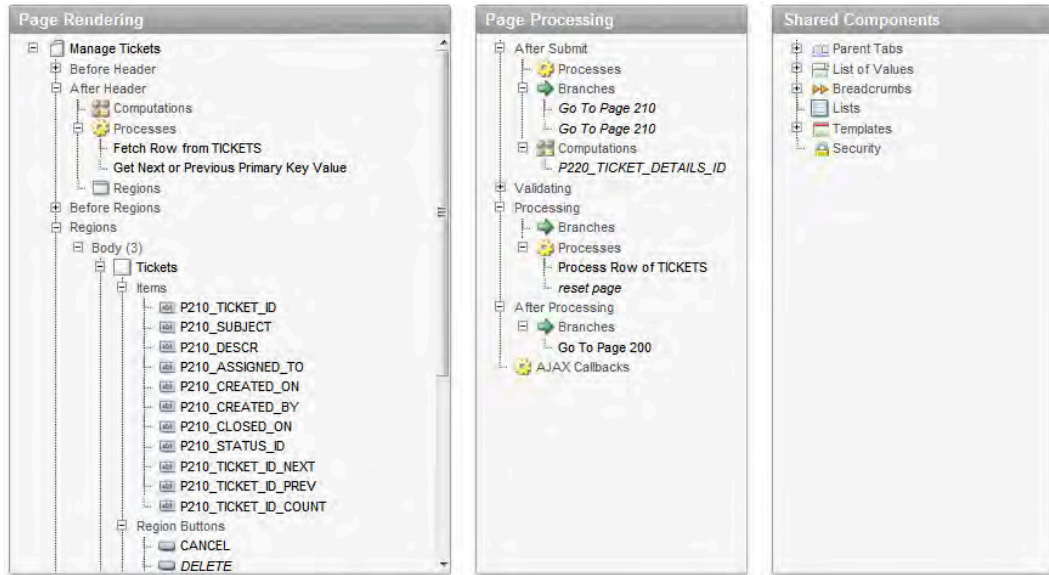 Page Rendering
Manage Tickets
Before Header
After Header
Computations
Processes
Fetch Row from TICKETS
Get Next or Previous Primary Key Value
Regions
Before Regions
Regions
Body (3)
Tickets
Items
P210_TICKET_ID
P210_SUBJECT
P210_DESCR
P210_ASSIGNED_TO
P210_CREATED_ON
P210_CREATED_BY
P210_CLOSED_ON
P210_STATUS_ID
P210_TICKET_ID_NEXT
P210_TICKET_ID_PREV
P210_TICKET_ID_COUNT
Region Buttons
CANCEL
DELETE
Page Processing
After Submit
Processes
Branches
Go To Page 210
Go To Page 210
Computations
P220_TICKET_DETAILS_ID
Validating
Processing
Branches
Processes
Process Row of TICKETS
reset page
After Processing
Branches
Go To Page 200
AJAX Callbacks
Shared Components
Parent Tabs
List of Values
Breadcrumbs
Lists
Templates
Security